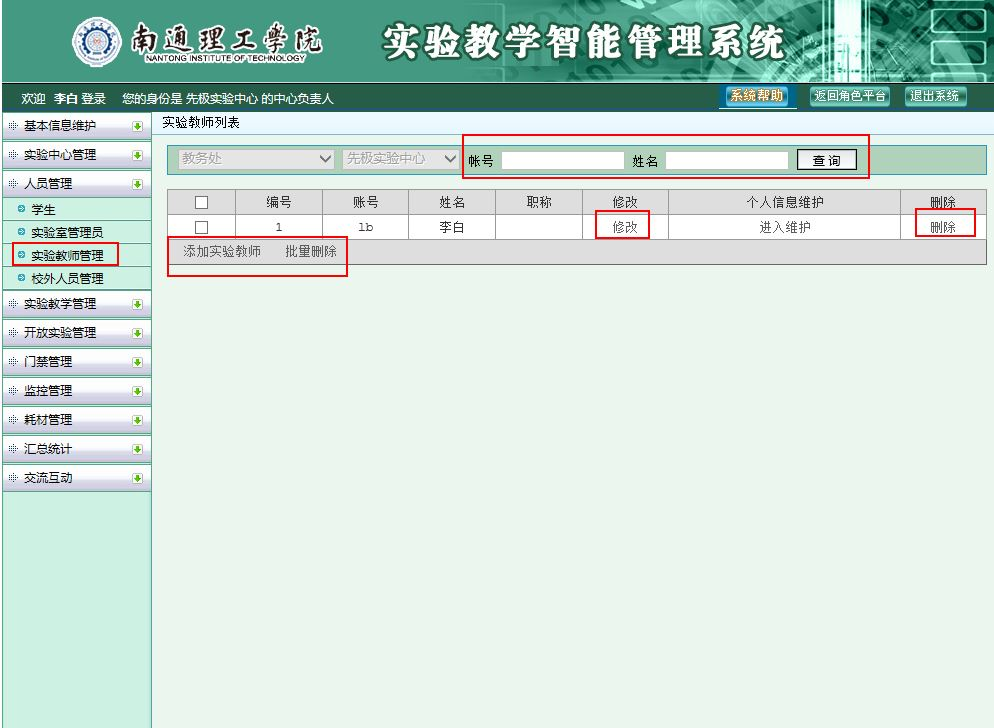 南通理工學院
NANTONG INSTITUTE OF TECHNOLOGY
实验教学智能管理系统
欢迎 李白 登录 您的身份是 先极实验中心 的中心负责人 系统帮助 返回角色平台 退出系统
基本信息维护
实验中心管理
人员管理
学生
实验室管理员
实验教师管理
校外人员管理
实验教学管理
开放实验管理
门禁管理
监控管理
耗材管理
汇总统计
交流互动
实验教师列表
教务处 先极实验中心 帐号 姓名 查询
编号 账号 姓名 职称 修改 个人信息维护 删除
1 lb 李白 修改 进入维护 删除
添加实验教师 批量删除